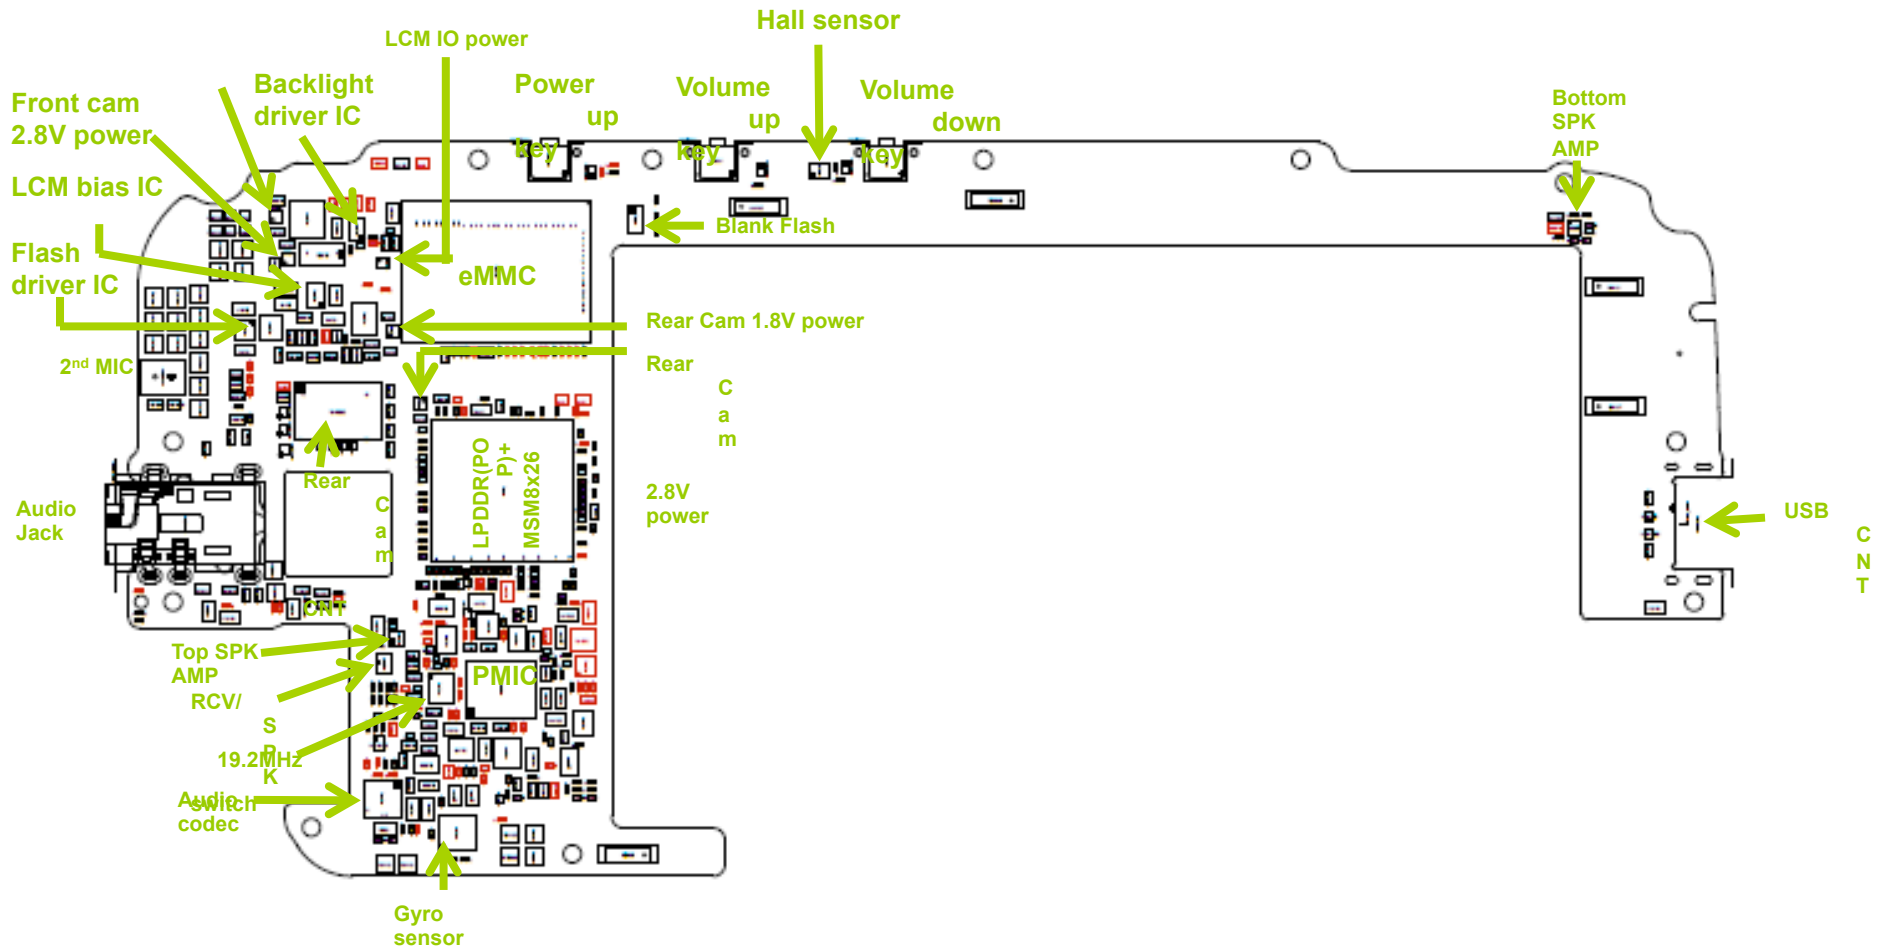 Hall sensor
LCM IO power
Backlight
driver IC
Front cam
2.8V power
Power
up
key
Volume
up
key
Volume
down
key
Bottom
SPK
AMP
LCM bias IC
Flash
driver IC
Blank Flash
eMMC
Rear Cam 1.8V power
2nd MIC
Rear
C
a
m
2.8V
power
LPDDR(PO
P)+
MSM8x26
Rear
C
a
m
CNT
Audio
Jack
USB
C
N
T
Top SPK
AMP
RCV/
S
P
K
switch
PMIC
19.2MHz
Audio
codec
Gyro
sensor